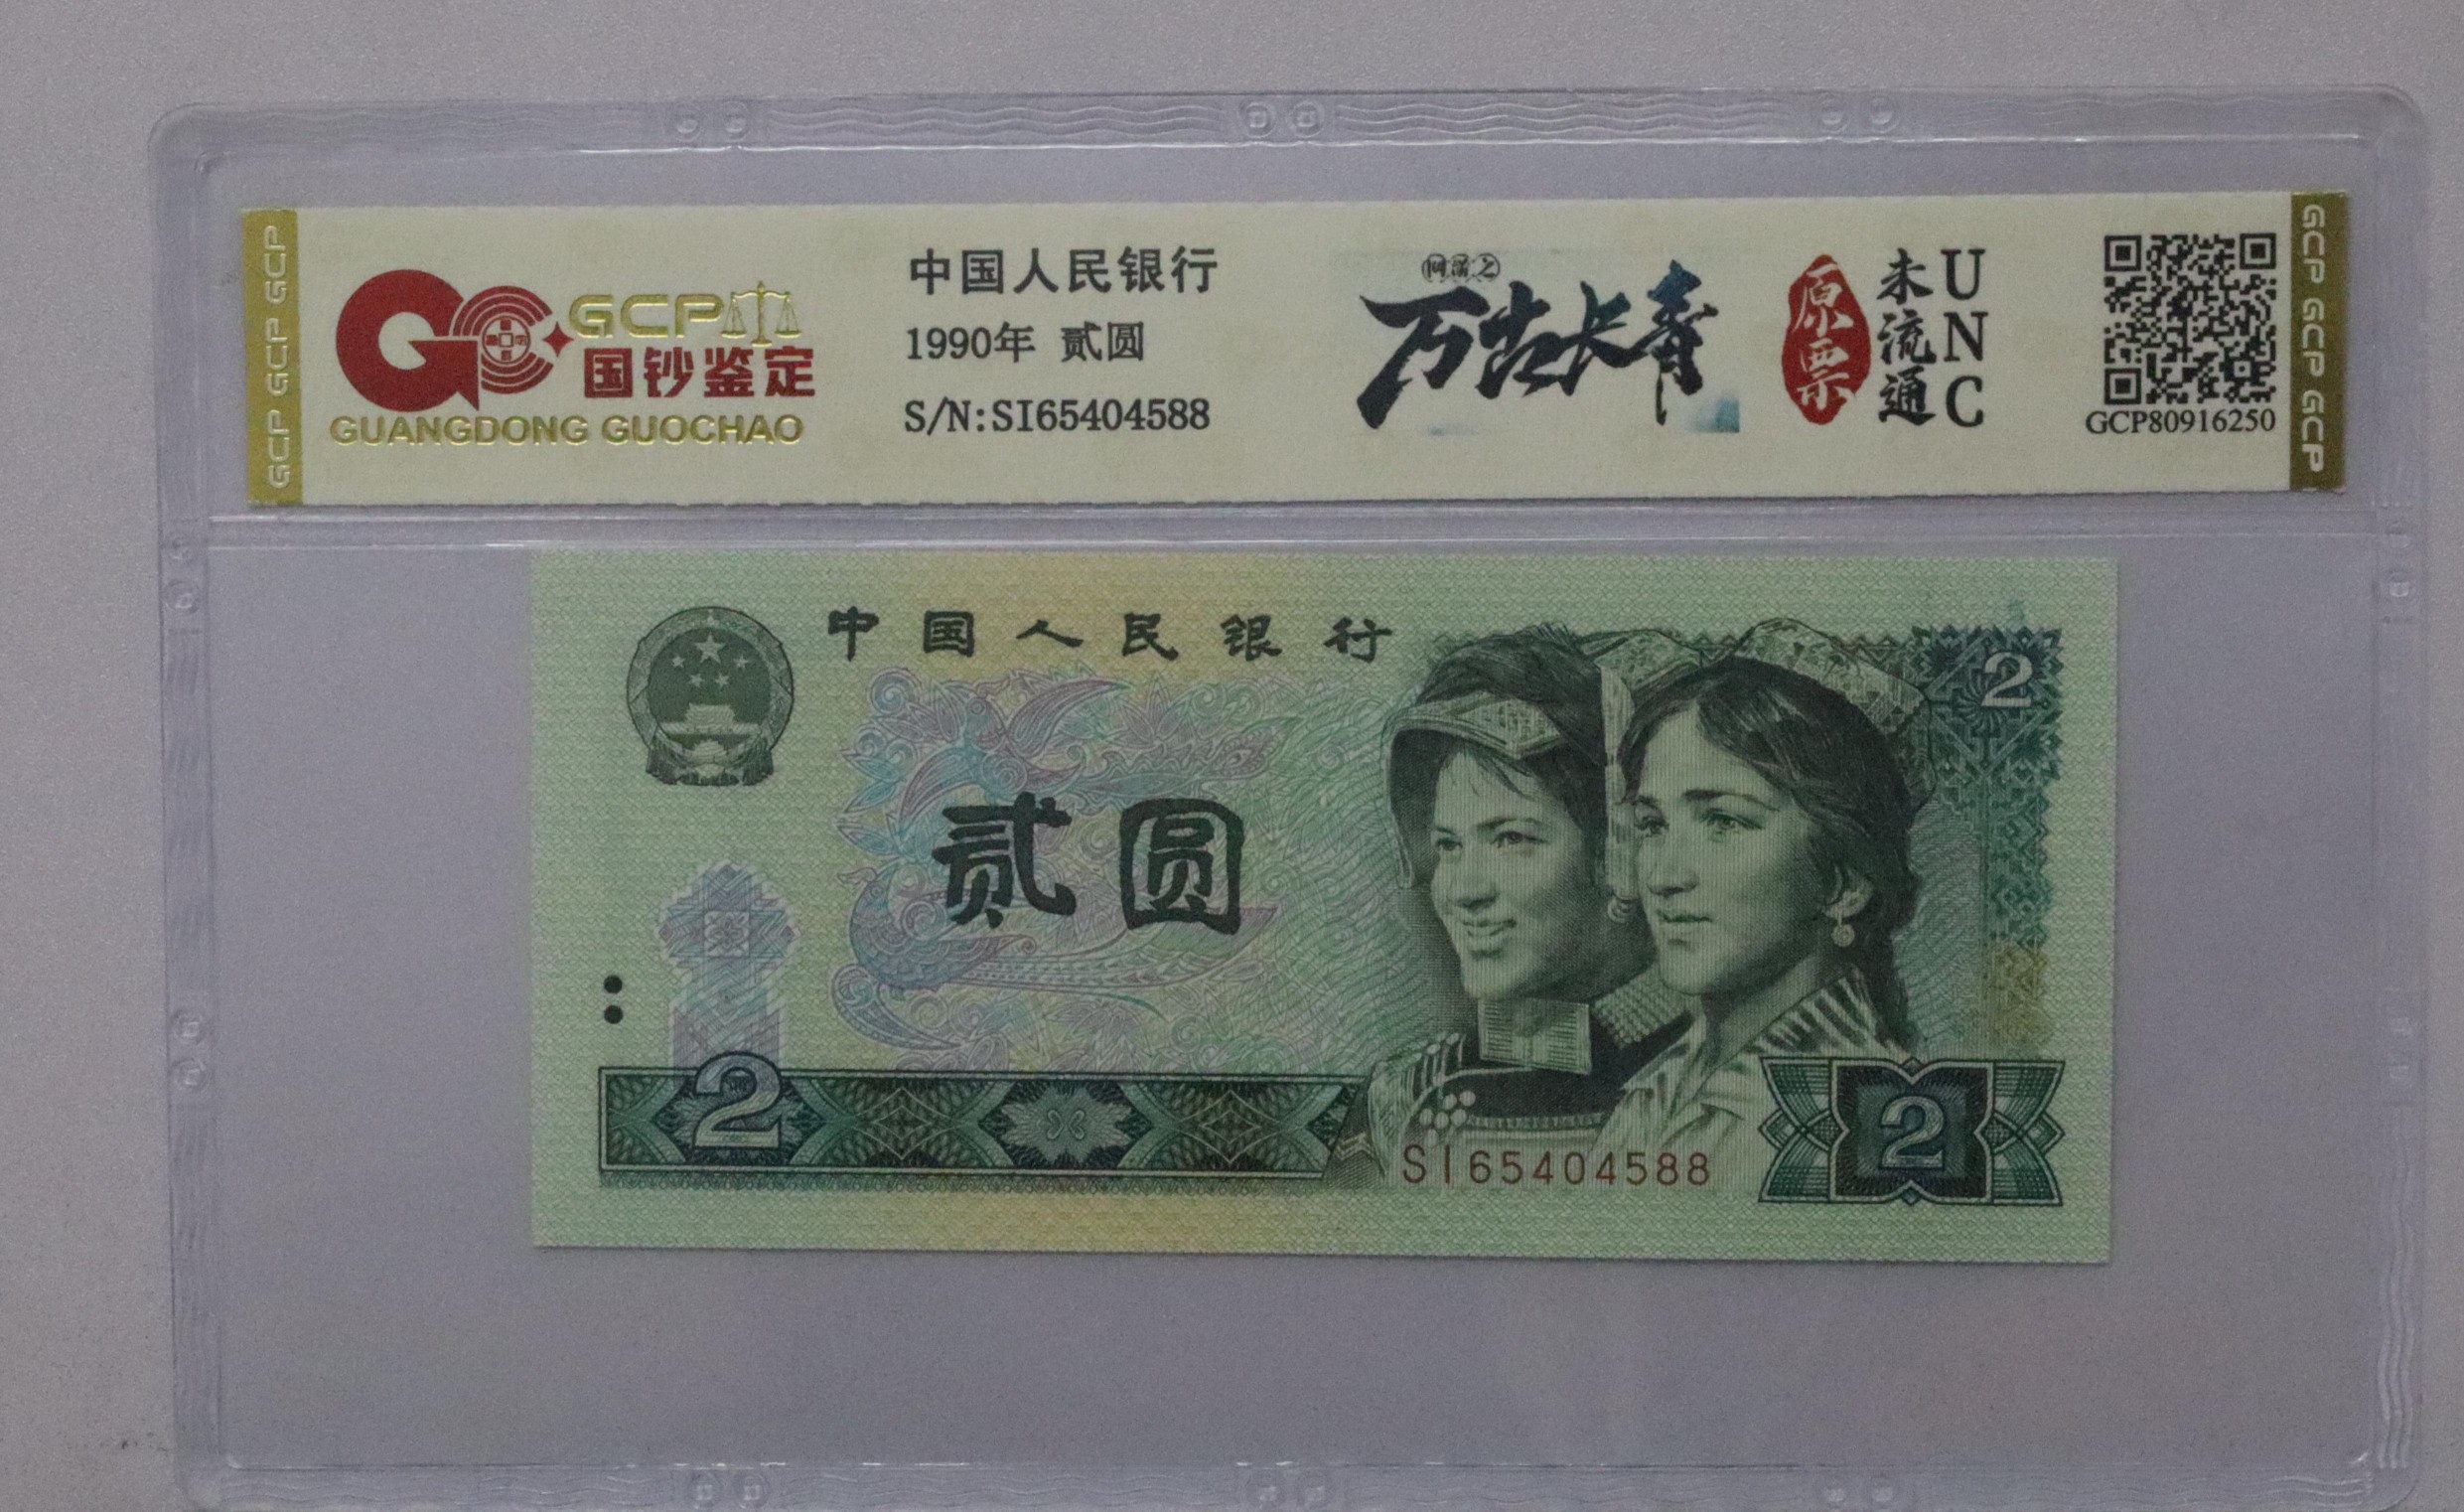 GCP GCP GCP
GCP
国钞鉴定
GUANGDONG GUOCHAO
中国人民银行
1990年 贰圆
S/N:SI65404588
万古长青
原票
未流通
UNC
GCP80916250
GCP GCP GCP
中国人民银行
2
贰圆
2
SI65404588
2